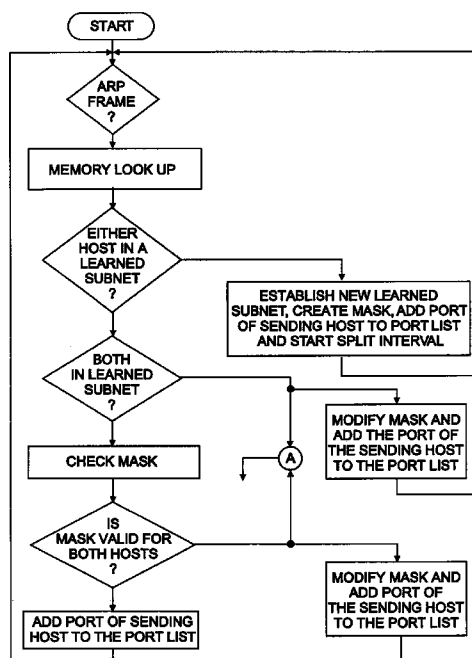 START
ARP
FRAME
?
MEMORY LOOK UP
EITHER
HOST IN A
LEARNED
SUBNET
?
ESTABLISH NEW LEARNED
SUBNET, CREATE MASK, ADD PORT
OF SENDING HOST TO PORT LIST
AND START SPLIT INTERVAL
BOTH
IN LEARNED
SUBNET
?
MODIFY MASK AND
ADD THE PORT OF
THE SENDING HOST
TO THE PORT LIST
A
CHECK MASK
IS
MASK VALID FOR
BOTH HOSTS
?
MODIFY MASK AND
ADD PORT OF
THE SENDING HOST
TO THE PORT LIST
ADD PORT OF SENDING
HOST TO THE PORT LIST